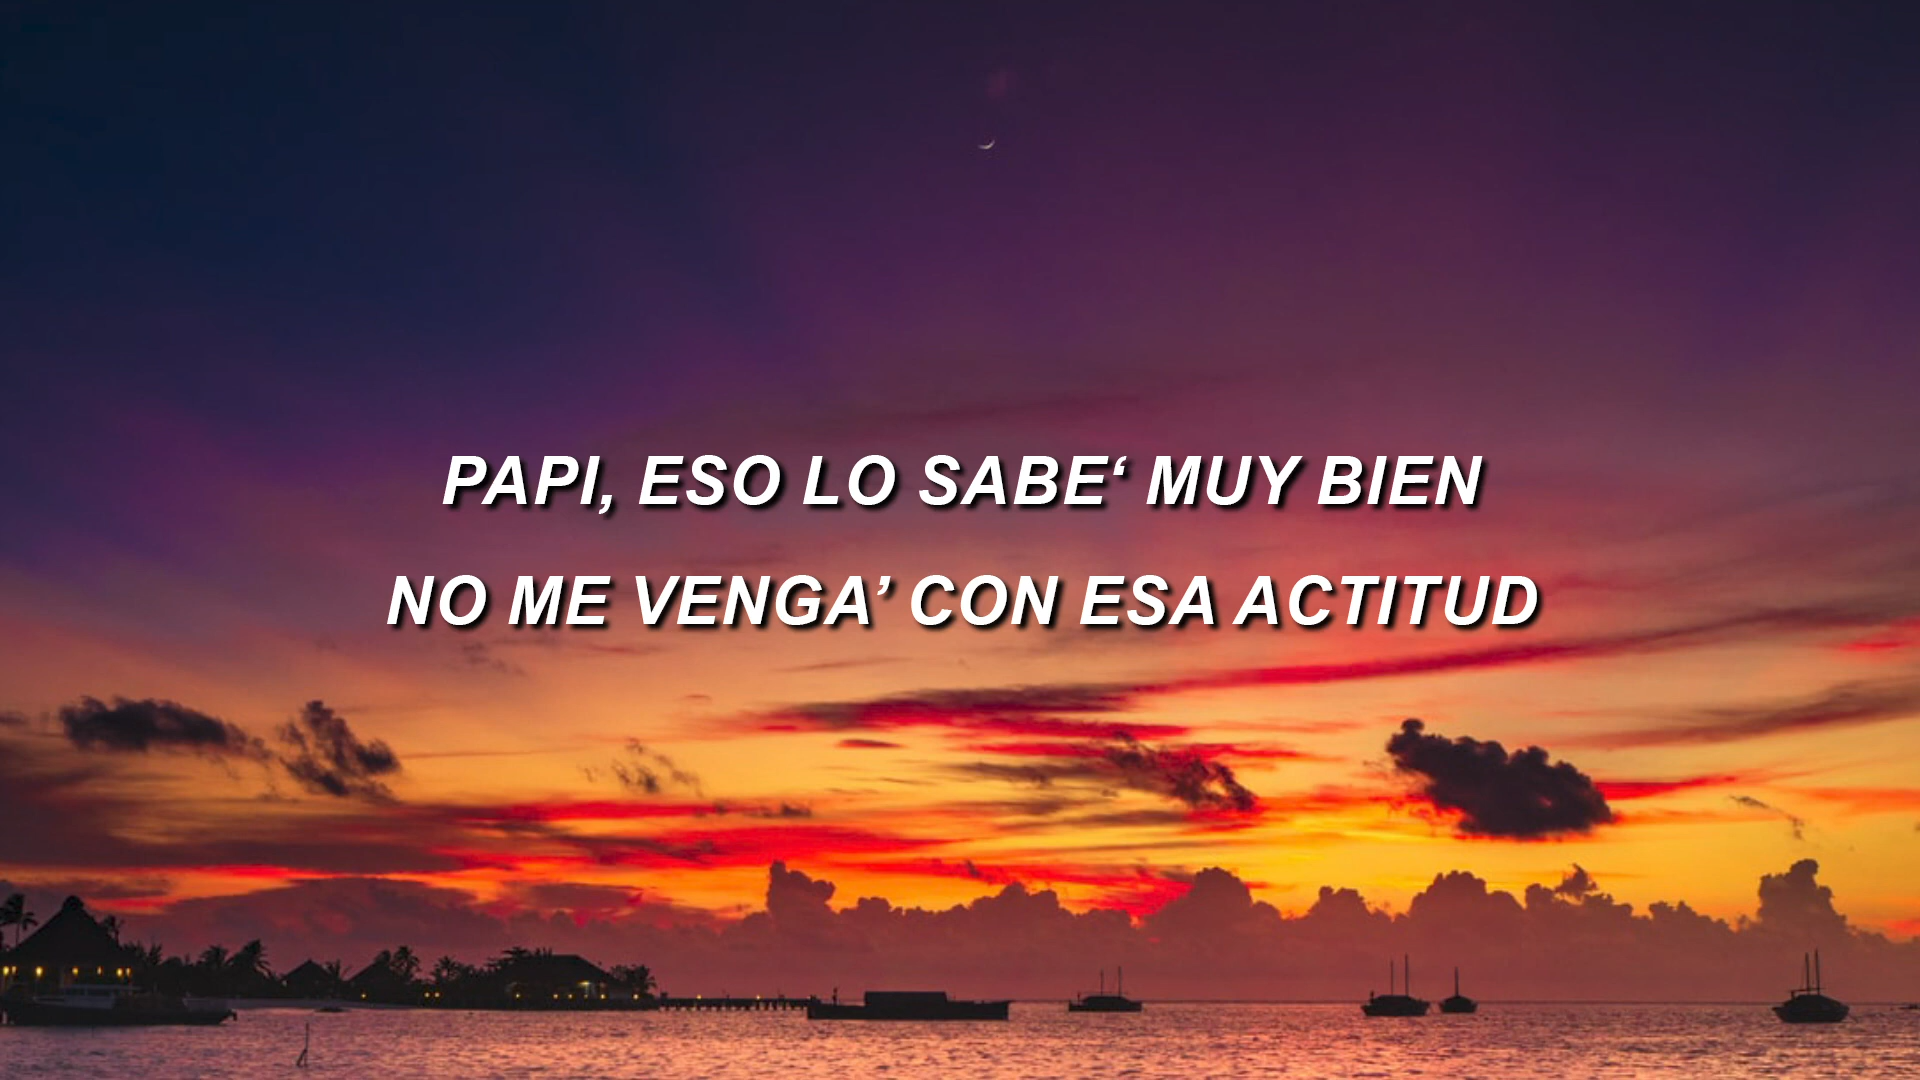 PAPI, ESO LO SABE‘ MUY BIEN
NO ME VENGA’ CON ESA ACTITUD